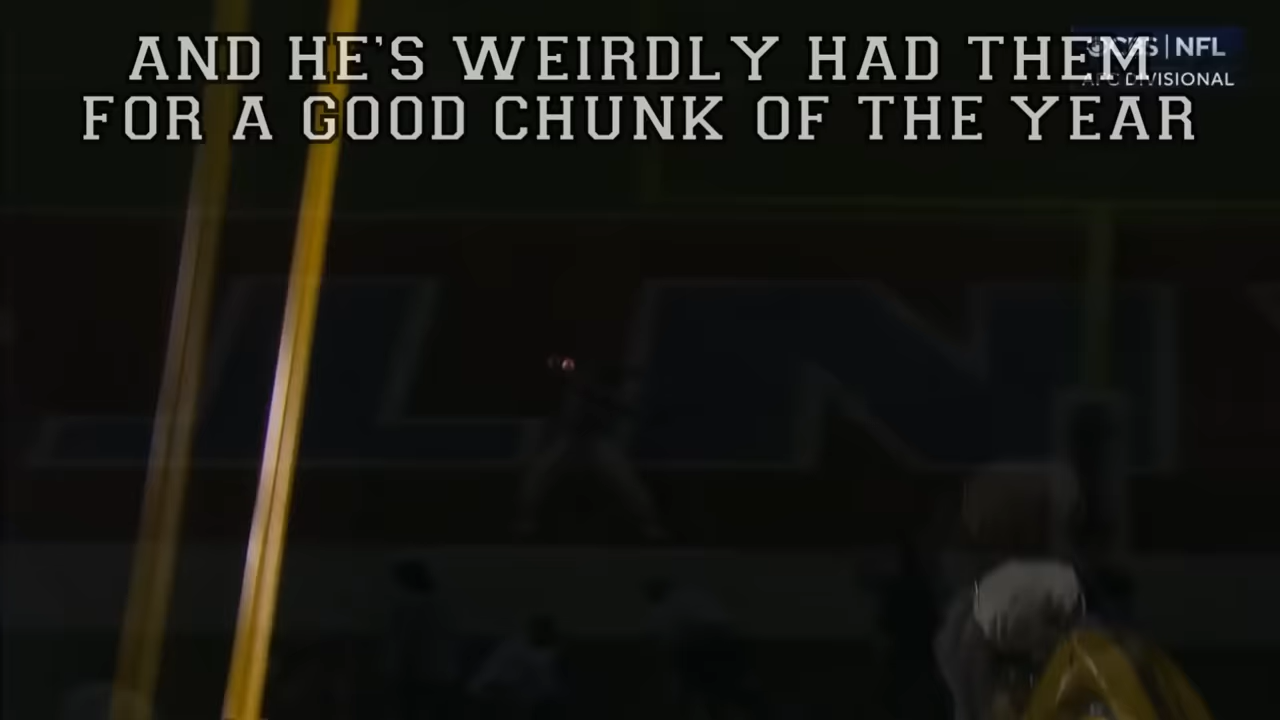 AND HE'S WEIRDLY HAD THEM
FOR A GOOD CHUNK OF THE YEAR
CBS | NFL
AFC DIVISIONAL